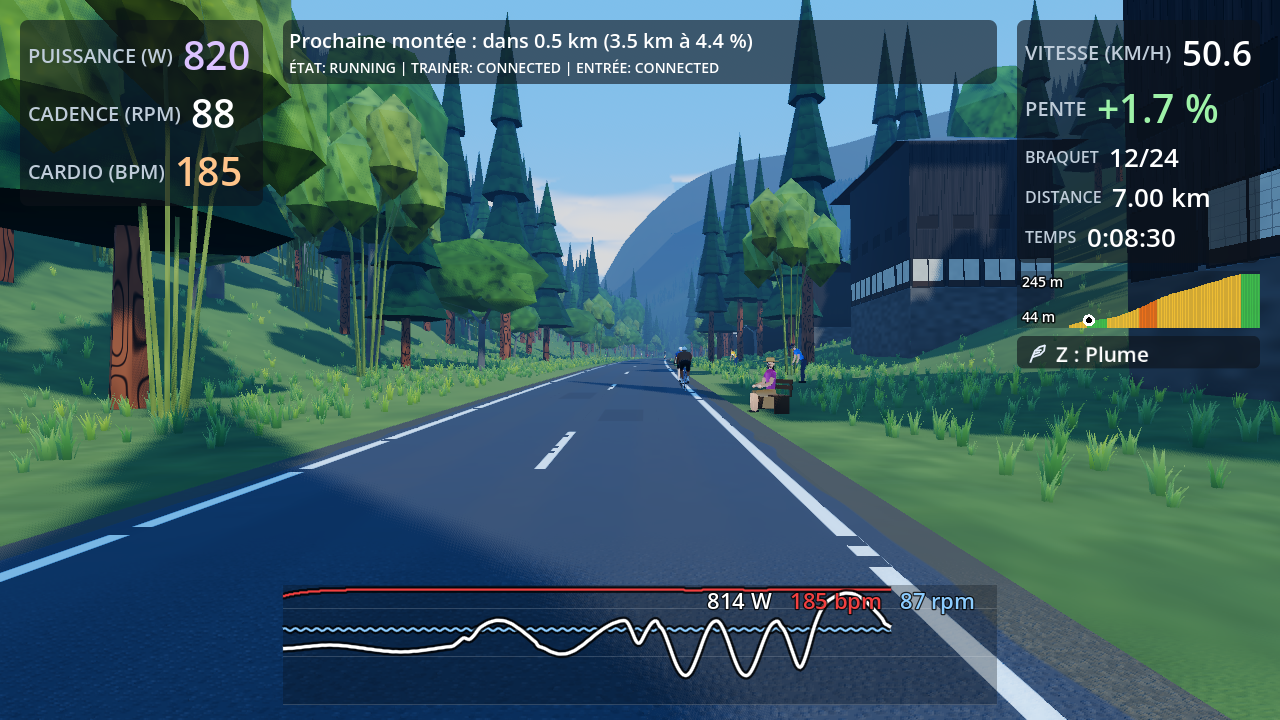 PUISSANCE (W) 820
CADENCE (RPM) 88
CARDIO (BPM) 185
Prochaine montée : dans 0.5 km (3.5 km à 4.4 %)
ÉTAT: RUNNING | TRAINER: CONNECTED | ENTRÉE: CONNECTED
VITESSE (KM/H) 50.6
PENTE +1.7 %
BRAQUET 12/24
DISTANCE 7.00 km
TEMPS 0:08:30
245 m
44 m
Z : Plume
814 W 185 bpm 87 rpm